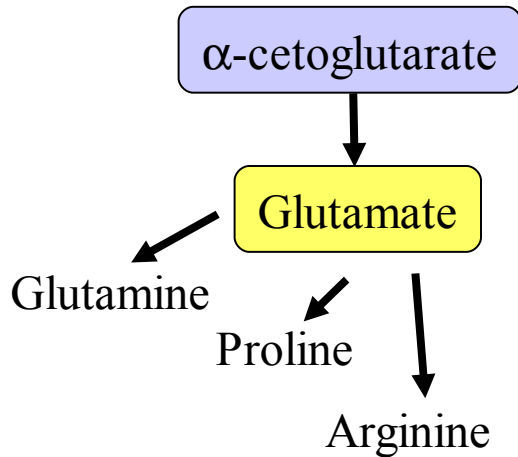 α-cetoglutarate
Glutamate
Glutamine
Proline
Arginine